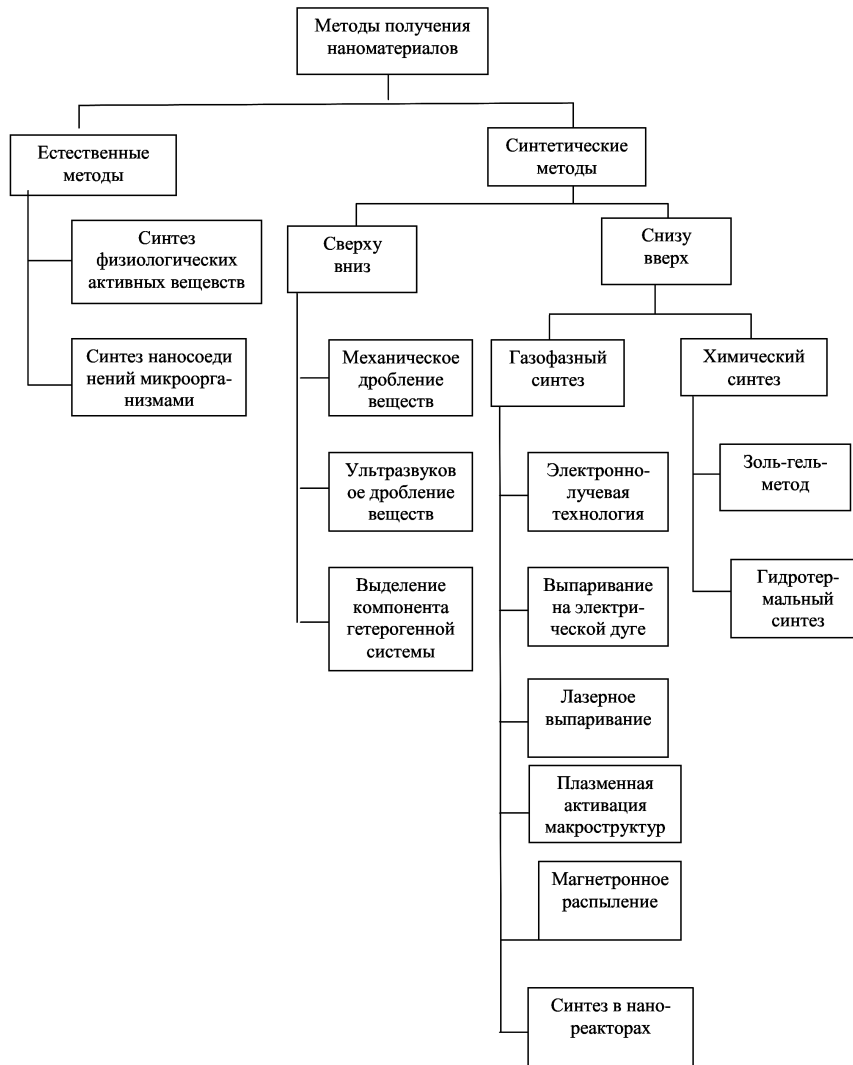 Методы получения
наноматериалов
Естественные
методы
Синтетические
методы
Синтез
физиологических
активных вещевств
Синтез наносоеди
нений микроорга-
низмами
Сверху
вниз
Снизу
вверх
Механическое
дробление
веществ
Ультразвуков
ое дробление
веществ
Выделение
компонента
гетерогенной
системы
Газофазный
синтез
Химический
синтез
Электронно-
лучевая
технология
Выпаривание
на электри-
ческой дуге
Лазерное
выпаривание
Плазменная
активация
макроструктур
Магнетронное
распыление
Синтез в нано-
реакторах
Золь-гель-
метод
Гидротер-
мальный
синтез